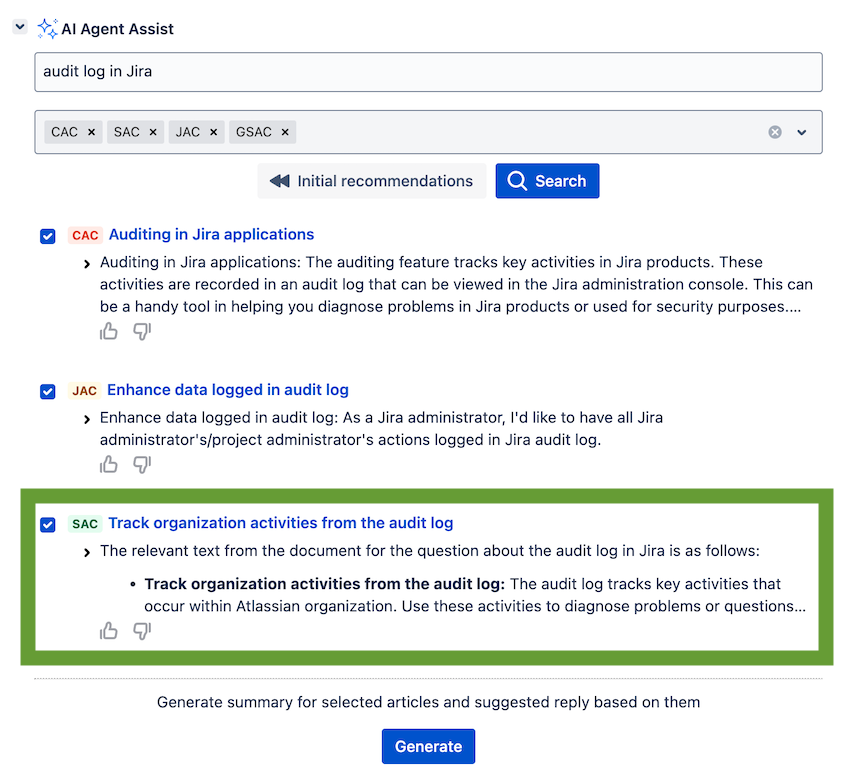 AI Agent Assist
audit log in Jira
CAC × SAC × JAC × GSAC ×
Initial recommendations Search
CAC Auditing in Jira applications
Auditing in Jira applications: The auditing feature tracks key activities in Jira products. These
activities are recorded in an audit log that can be viewed in the Jira administration console. This can
be a handy tool in helping you diagnose problems in Jira products or used for security purposes....
JAC Enhance data logged in audit log
Enhance data logged in audit log: As a Jira administrator, I'd like to have all Jira
administrator's/project administrator's actions logged in Jira audit log.
SAC Track organization activities from the audit log
The relevant text from the document for the question about the audit log in Jira is as follows:
• Track organization activities from the audit log: The audit log tracks key activities that
occur within Atlassian organization. Use these activities to diagnose problems or questions...
Generate summary for selected articles and suggested reply based on them
Generate